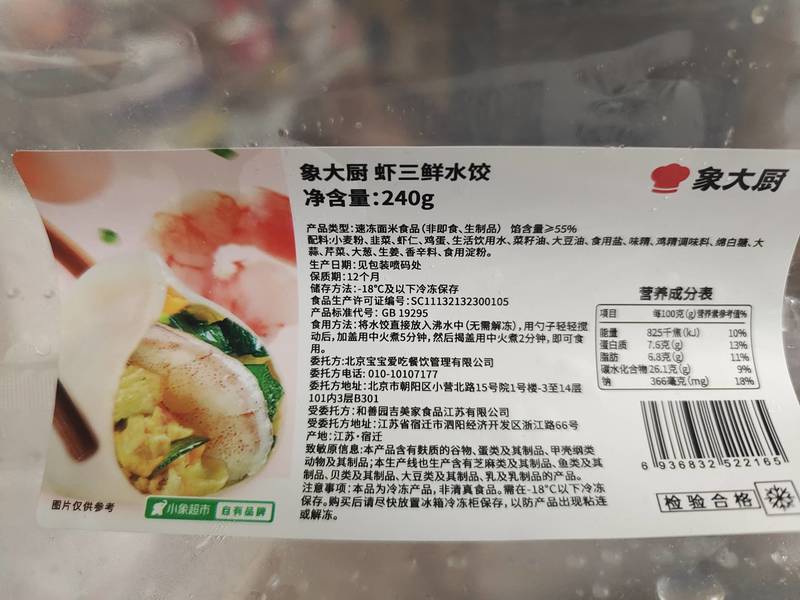 象大厨 虾三鲜水饺
净含量:240g
象大厨
产品类型:速冻面米食品(非即食、生制品) 馅含量≥55%
配料:小麦粉、韭菜、虾仁、鸡蛋、生活饮用水、菜籽油、大豆油、食用盐、味精、鸡精调味料、绵白糖、大
蒜、芹菜、大葱、生姜、香辛料、食用淀粉。
生产日期:见包装喷码处
保质期:12个月
储存方法:-18°C及以下冷冻保存
食品生产许可证编号:SC11132132300105
产品标准代号: GB 19295
食用方法:将水饺直接放入沸水中(无需解冻),用勺子轻轻搅
动后,加盖用中火煮5分钟,然后揭盖用中火煮2分钟,即可食
用。
委托方:北京宝宝爱吃餐饮管理有限公司
委托方电话: 010-10107177
委托方地址:北京市朝阳区小营北路15号院1号楼-3至14层
101内3层B301
受委托方:和善园吉美家食品江苏有限公司
受委托方地址:江苏省宿迁市泗阳经济开发区浙江路66号
产地:江苏·宿迁
致敏原信息:本产品含有麸质的谷物、蛋类及其制品、甲壳纲类
动物及其制品;本生产线也生产含有芝麻类及其制品、鱼类及其
制品、贝类及其制品、大豆类及其制品、乳及乳制品的产品。
注意事项:本品为冷冻产品,非清真食品。需在-18°C以下冷冻
保存。购买后请尽快放置冰箱冷冻柜保存,以防产品出现粘连
或解冻。
营养成分表
项目 每100克(g) 营养素参考值%
能量 825千焦(kJ) 10%
蛋白质 7.6克(g) 13%
脂肪 6.8克(g) 11%
碳水化合物 26.1克(g) 9%
钠 366毫克(mg) 18%
6 936832 522165
检验合格
图片仅供参考
小象超市 自有品牌